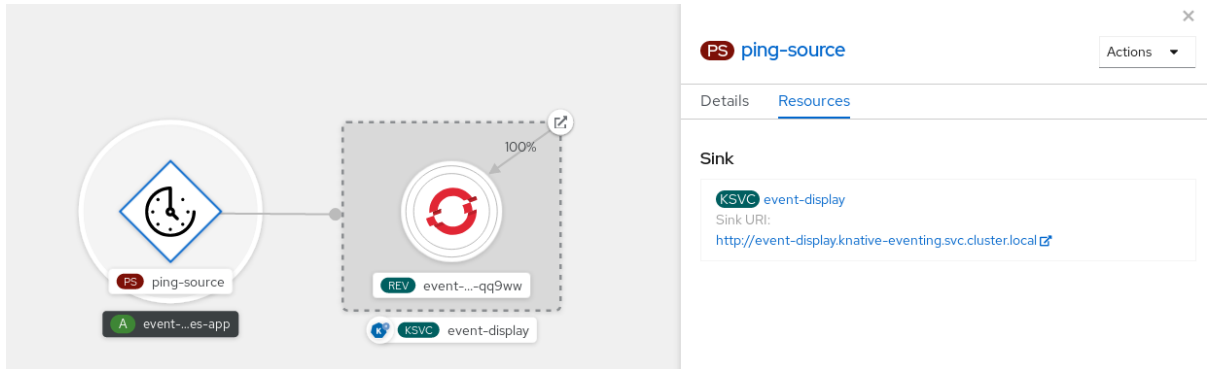 100%
PS ping-source
A event-...es-app
REV event-...-qq9ww
KSVC event-display
PS ping-source
Actions
Details Resources
Sink
KSVC event-display
Sink URI:
http://event-display.knative-eventing.svc.cluster.local